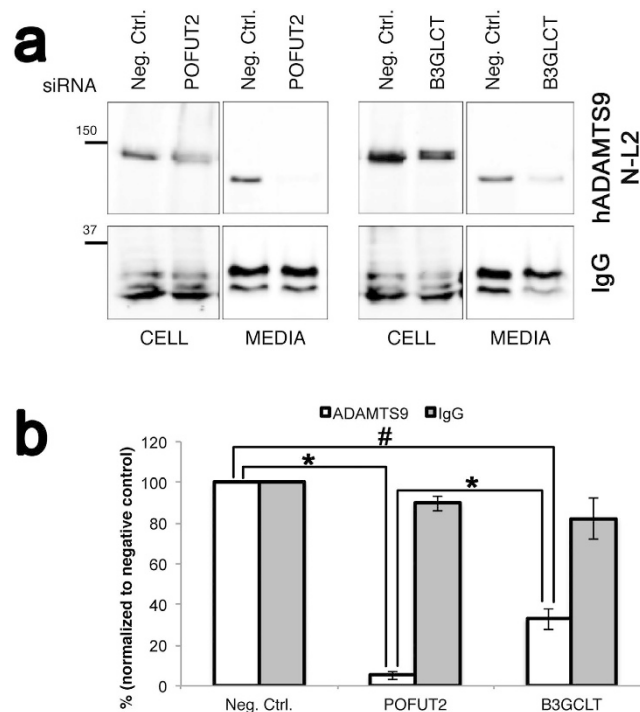 a
siRNA
Neg. Ctrl.
POFUT2
Neg. Ctrl.
POFUT2
Neg. Ctrl.
B3GLCT
Neg. Ctrl.
B3GLCT
150
hADAMTS9
N-L2
37
IgG
CELL
MEDIA
CELL
MEDIA
b
ADAMTS9 IgG
% (normalized to negative control)
120
100
80
60
40
20
0
#
*
*
Neg. Ctrl. POFUT2 B3GCLT